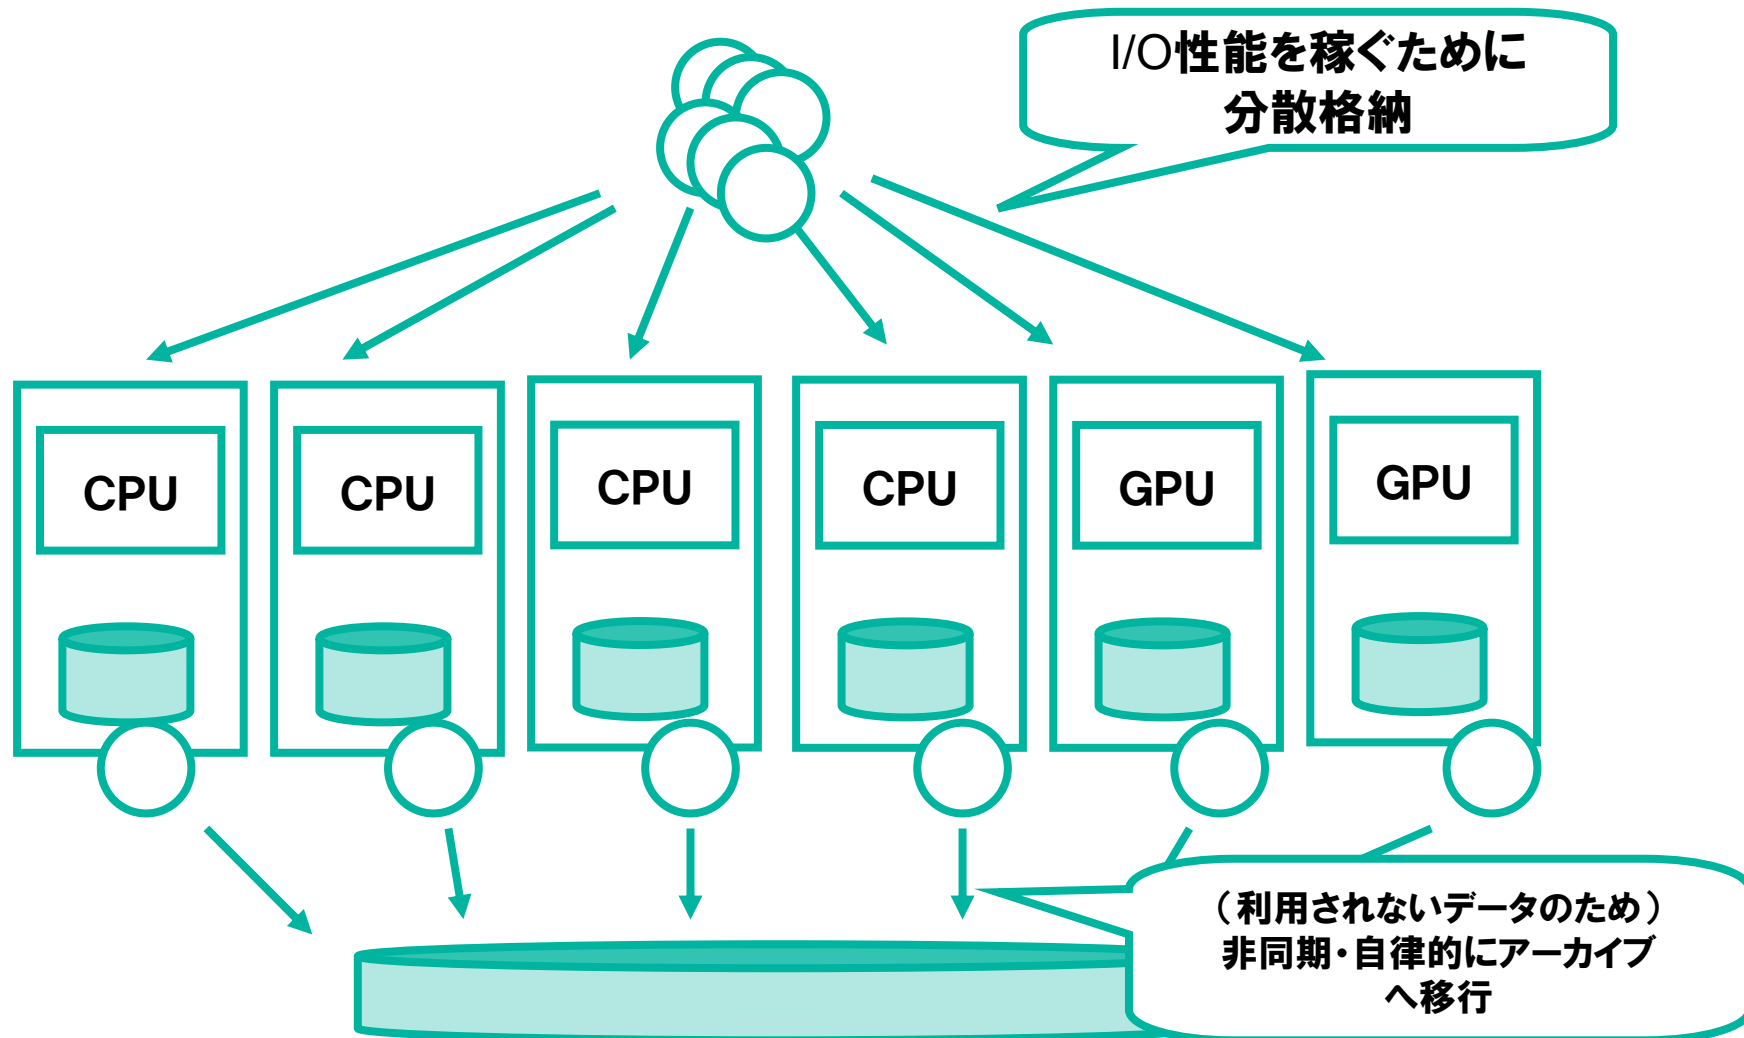 I/O性能を稼ぐために
分散格納
CPU
CPU
CPU
CPU
GPU
GPU
（利用されないデータのため）
非同期・自律的にアーカイブ
へ移行